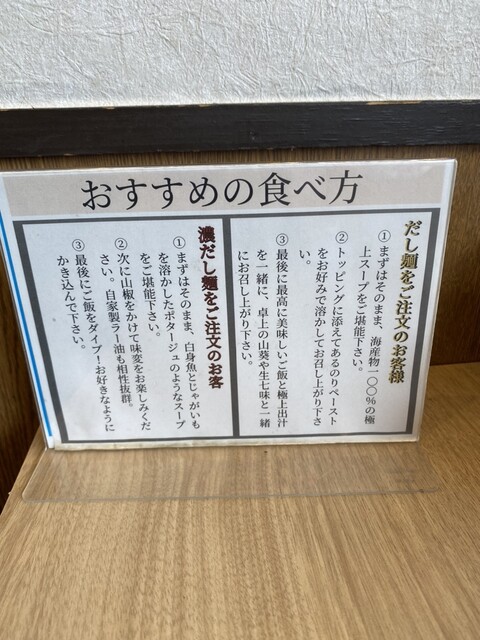 おすすめの食べ方
だし麺をご注文のお客様
①まずはそのまま、海産物一〇〇%の極
上スープをご堪能下さい。
②トッピングに添えてあるのりペースト
をお好みで溶かしてお召し上がり下さ
い。
③最後に最高に美味しいご飯と極上出汁
を一緒に、卓上の山葵や生七味と一緒
にお召し上がり下さい。
濃だし麺をご注文のお客
①まずはそのまま、白身魚とじゃがいも
を溶かしたポタージュのようなスープ
をご堪能下さい。
②次に山椒をかけて味変をお楽しみくだ
さい。自家製ラー油も相性抜群。
③最後にご飯をダイブ!お好きなように
かき込んで下さい。